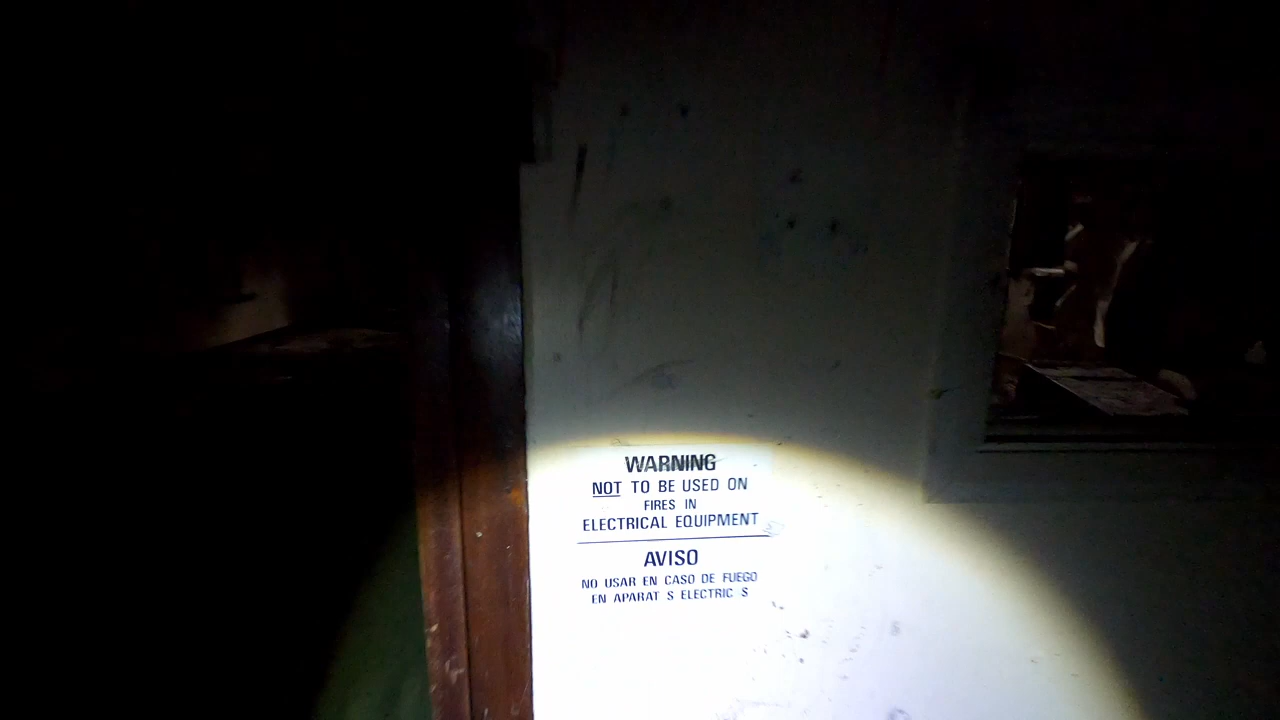 WARNING
NOT TO BE USED ON
FIRES IN
ELECTRICAL EQUIPMENT
AVISO
NO USAR EN CASO DE FUEGO
EN APARAT S ELECTRIC S